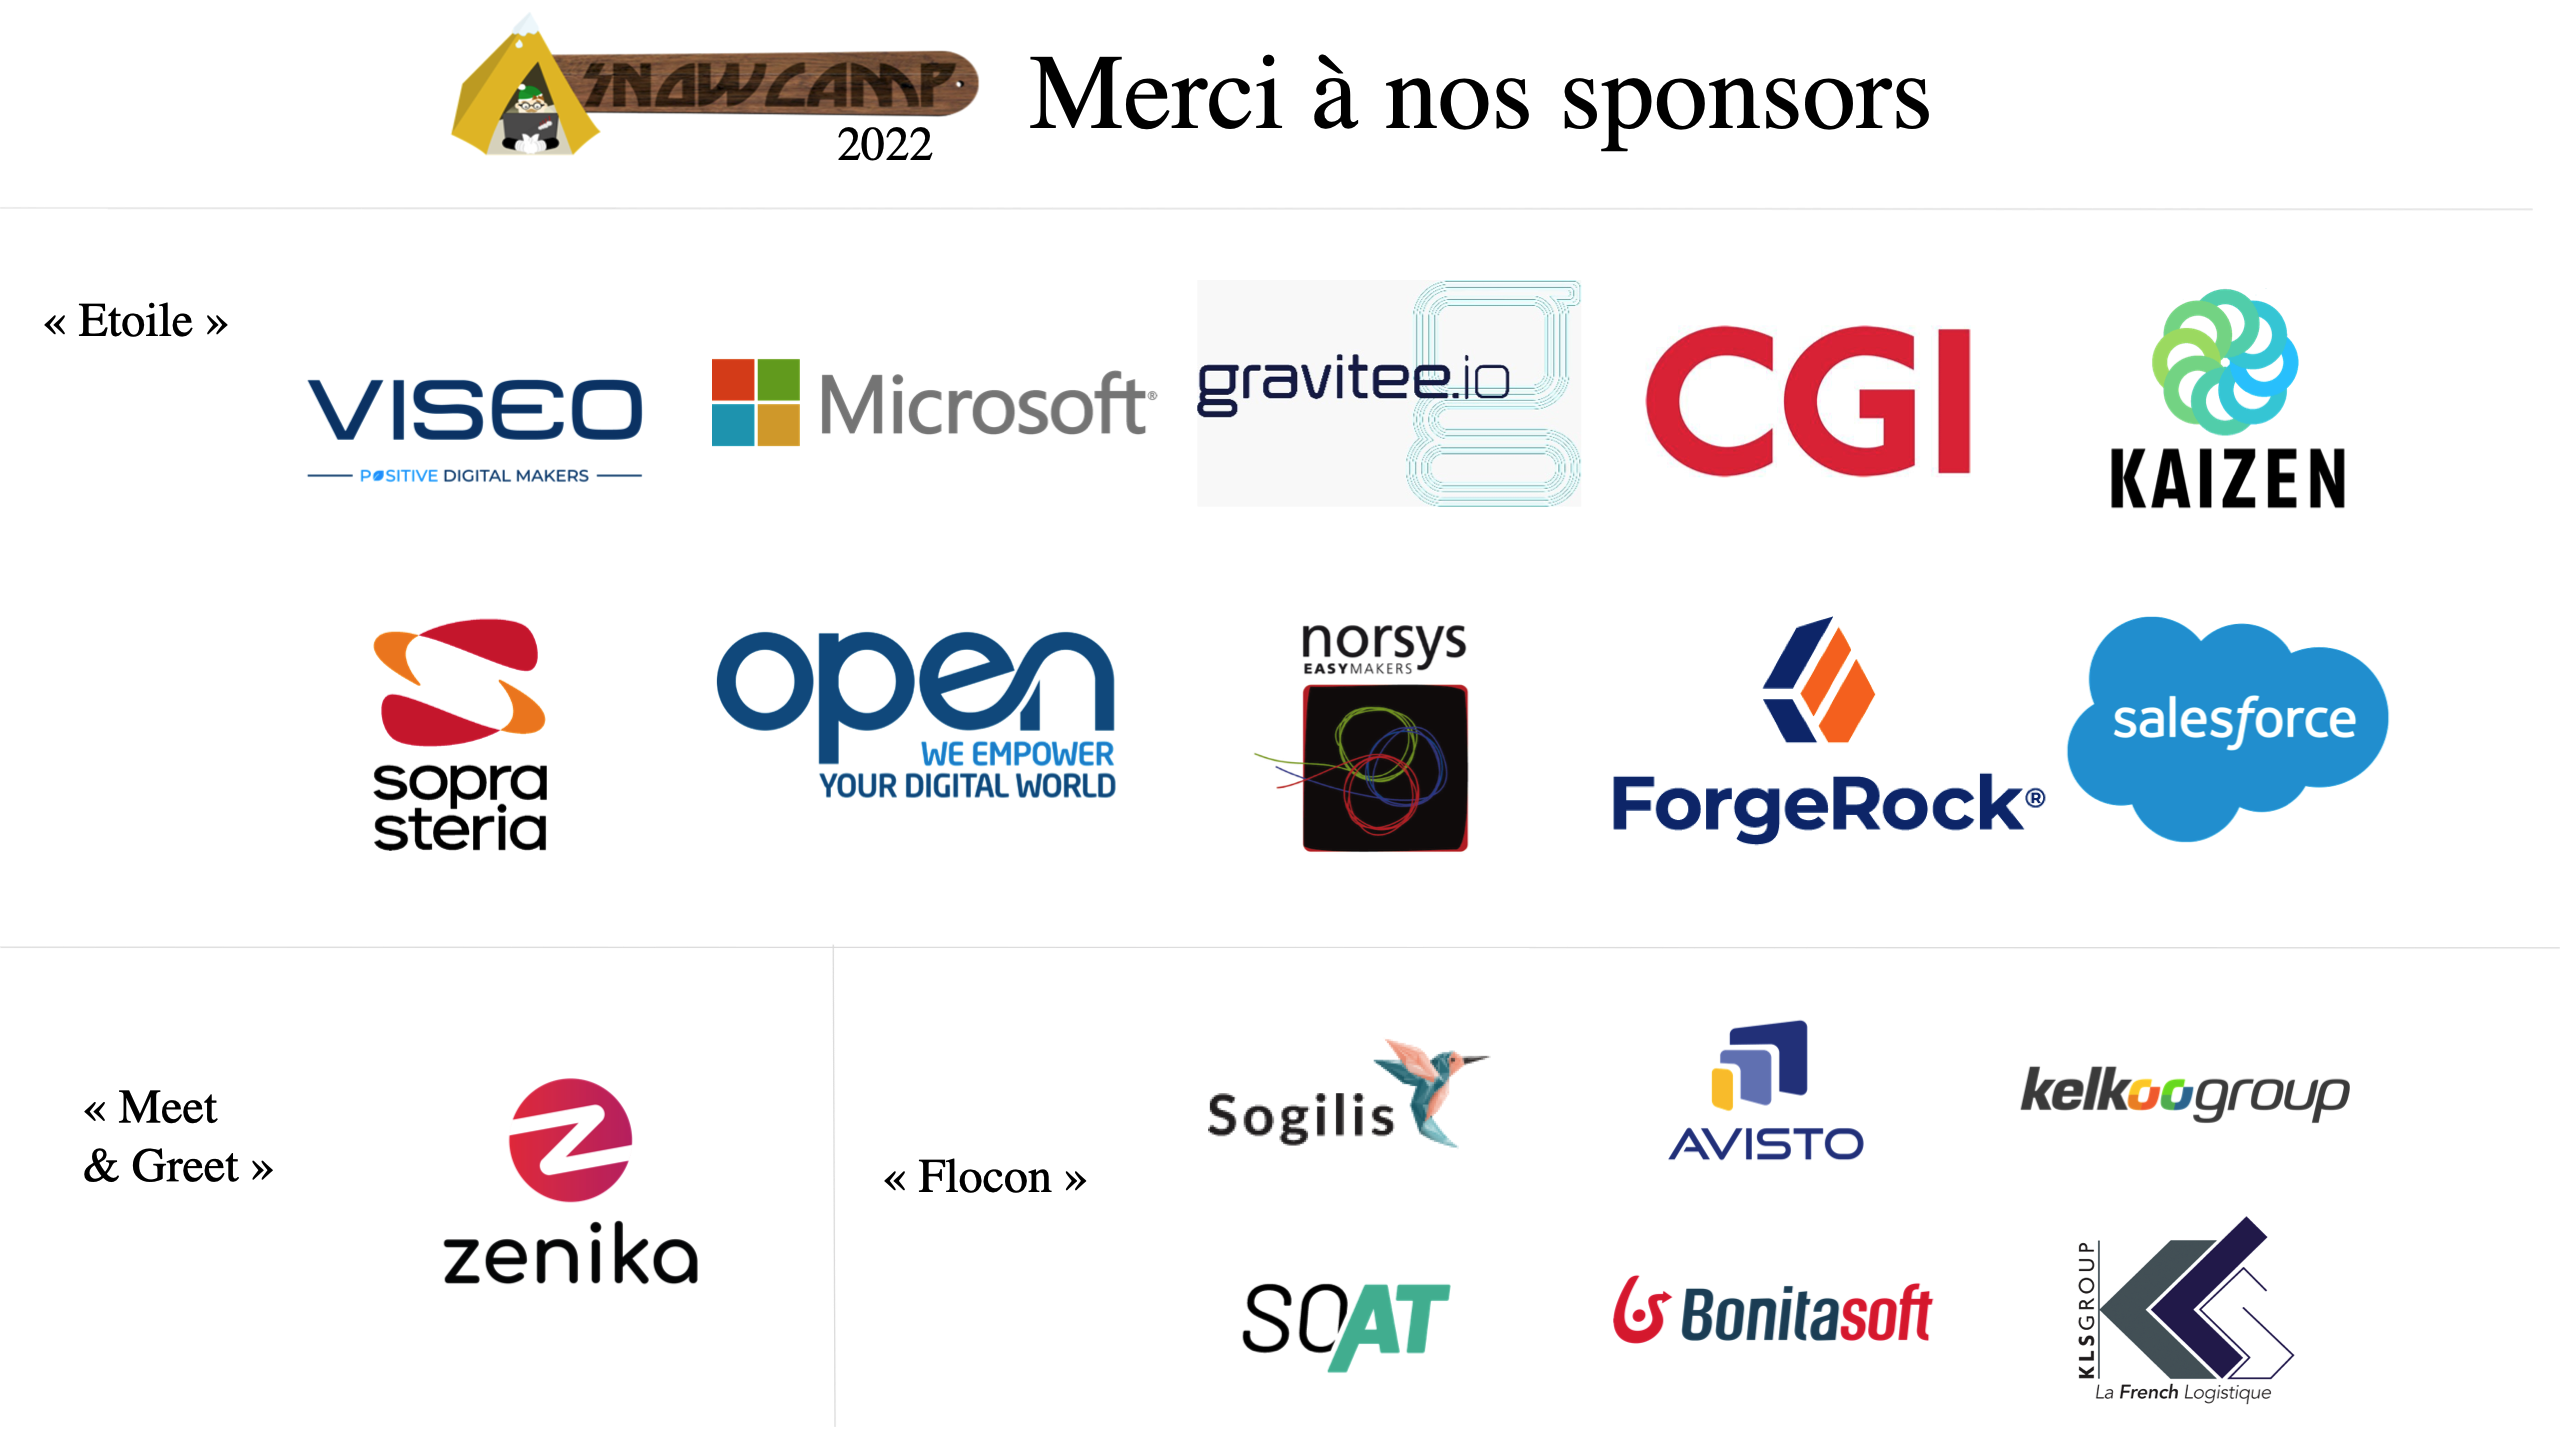 SNOWCAMP
2022
Merci à nos sponsors
« Etoile »
VISEO
POSITIVE DIGITAL MAKERS
Microsoft®
gravitee.io
CGI
KAIZEN
sopra
steria
open
WE EMPOWER
YOUR DIGITAL WORLD
norsys
EASYMAKERS
ForgeRock®
salesforce
« Meet
& Greet »
zenika
« Flocon »
Sogilis
AVISTO
kelkoogroup
SOAT
Bonitasoft
KLSGROUP
KLS
La French Logistique